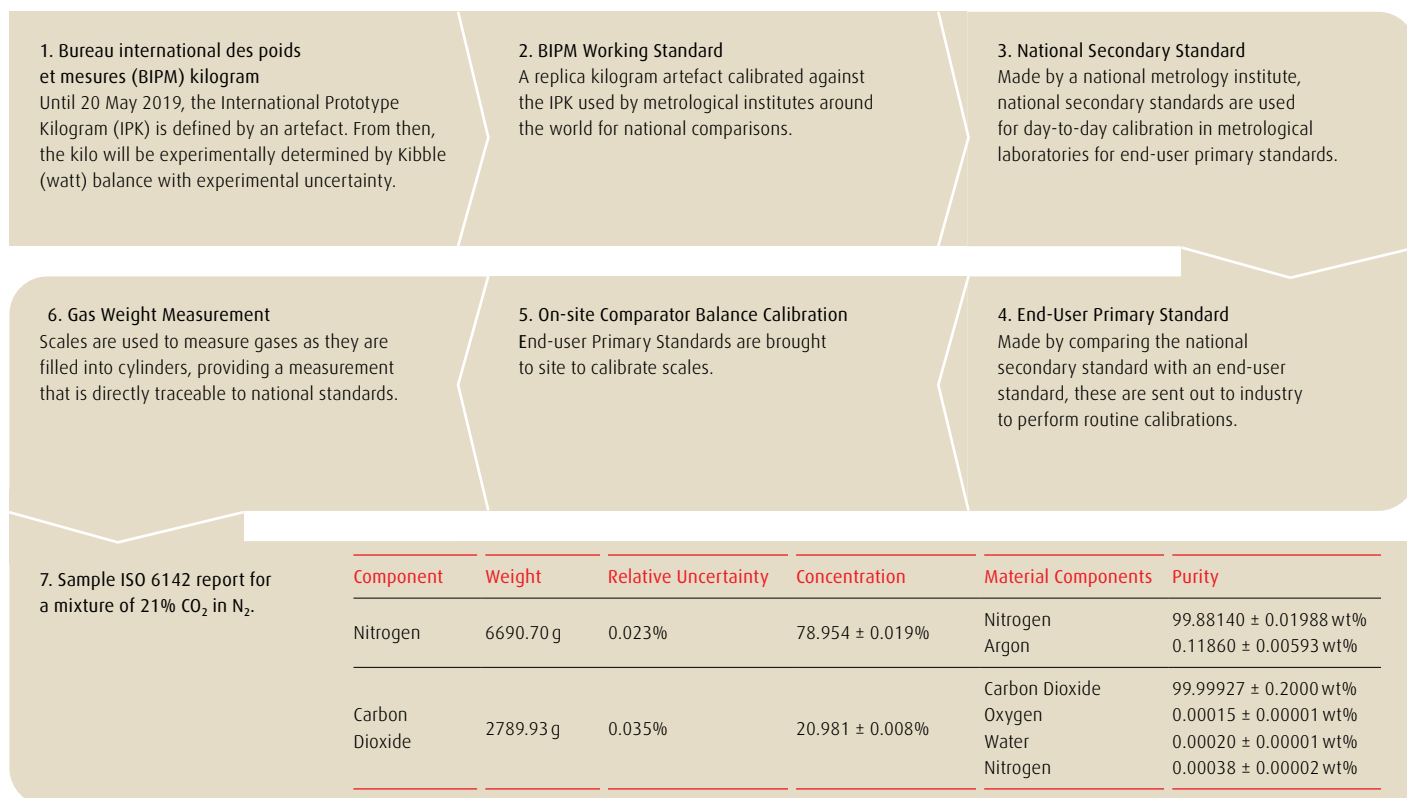 1. Bureau international des poids
et mesures (BIPM) kilogram
Until 20 May 2019, the International Prototype
Kilogram (IPK) is defined by an artefact. From then,
the kilo will be experimentally determined by Kibble
(watt) balance with experimental uncertainty.
2. BIPM Working Standard
A replica kilogram artefact calibrated against
the IPK used by metrological institutes around
the world for national comparisons.
3. National Secondary Standard
Made by a national metrology institute,
national secondary standards are used
for day-to-day calibration in metrological
laboratories for end-user primary standards.
4. End-User Primary Standard
Made by comparing the national
secondary standard with an end-user
standard, these are sent out to industry
to perform routine calibrations.
5. On-site Comparator Balance Calibration
End-user Primary Standards are brought
to site to calibrate scales.
6. Gas Weight Measurement
Scales are used to measure gases as they are
filled into cylinders, providing a measurement
that is directly traceable to national standards.
7. Sample ISO 6142 report for
a mixture of 21% CO₂ in N₂.
Component Weight Relative Uncertainty Concentration Material Components Purity
Nitrogen 6690.70 g 0.023% 78.954 ± 0.019%
Nitrogen 99.88140 ± 0.01988 wt%
Argon 0.11860 ± 0.00593 wt%
Carbon
Dioxide
2789.93 g 0.035% 20.981 ± 0.008%
Carbon Dioxide 99.99927 ± 0.2000 wt%
Oxygen 0.00015 ± 0.00001 wt%
Water 0.00020 ± 0.00001 wt%
Nitrogen 0.00038 ± 0.00002 wt%